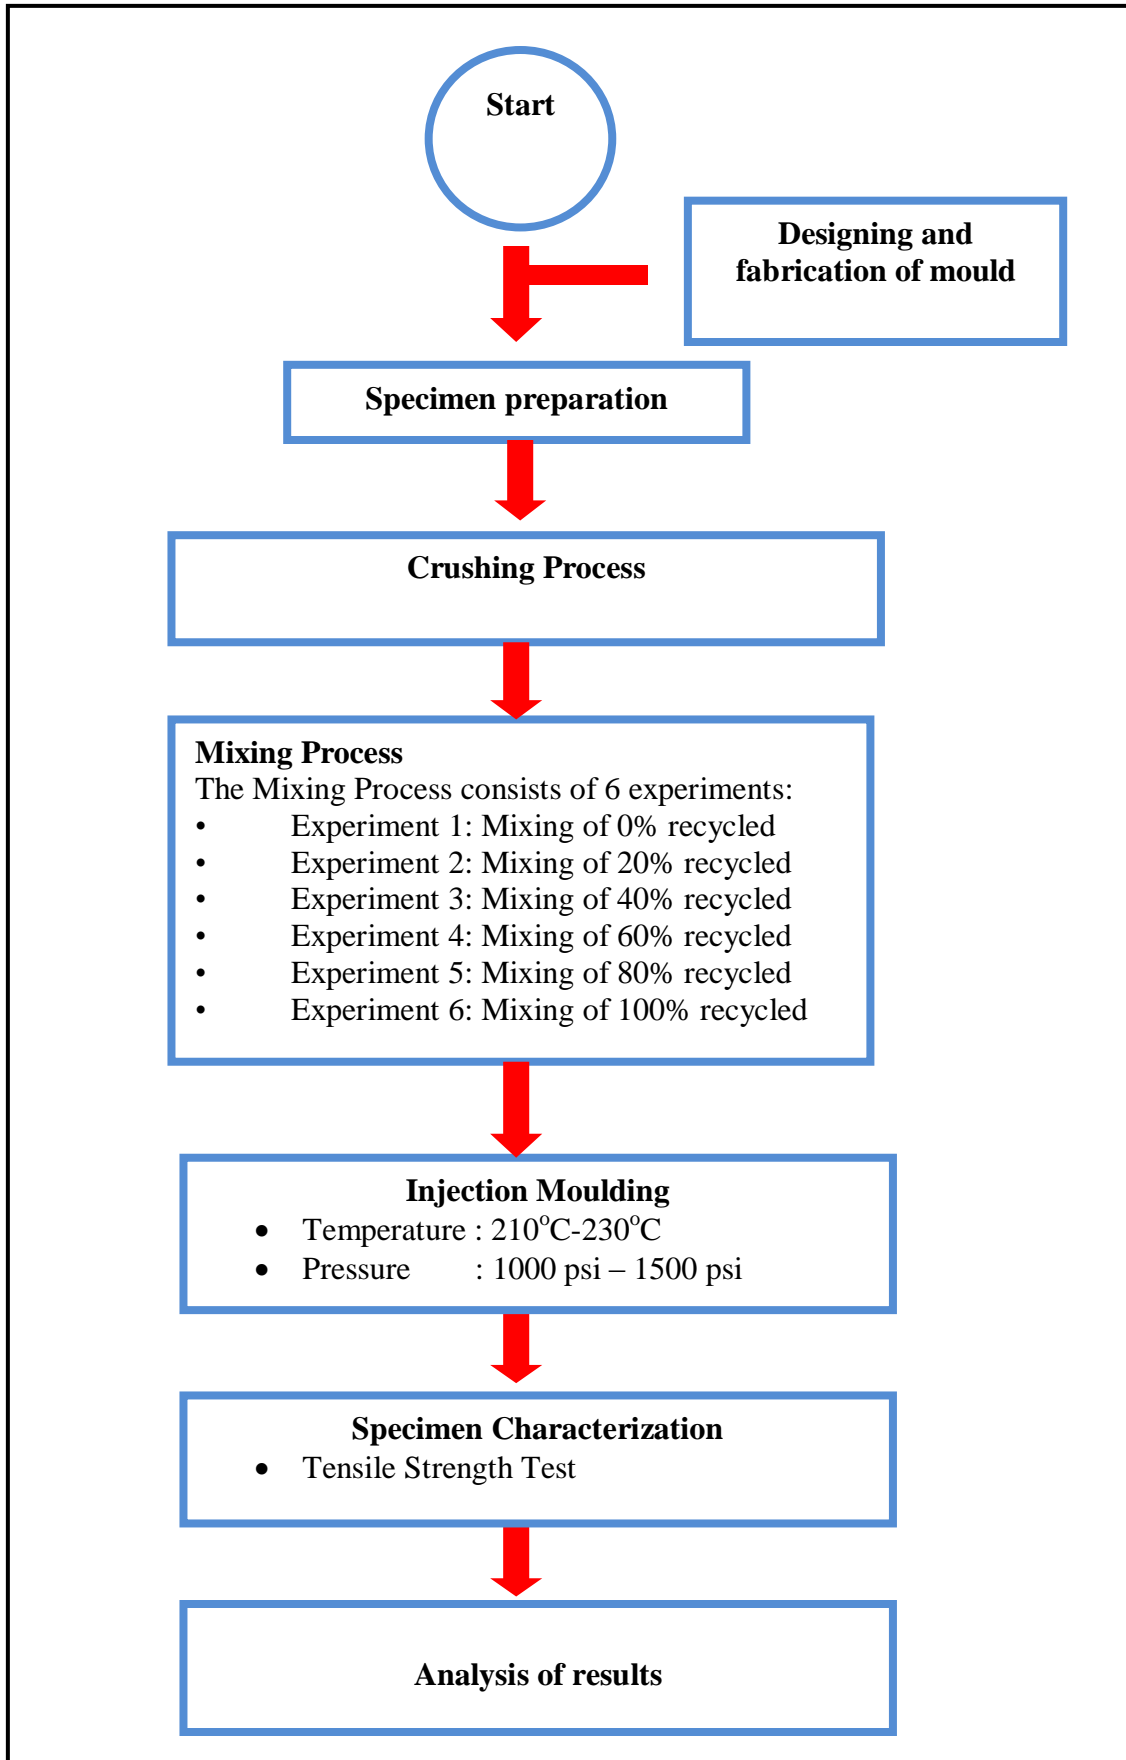 Start
Designing and
fabrication of mould
Specimen preparation
Crushing Process
Mixing Process
The Mixing Process consists of 6 experiments:
• Experiment 1: Mixing of 0% recycled
• Experiment 2: Mixing of 20% recycled
• Experiment 3: Mixing of 40% recycled
• Experiment 4: Mixing of 60% recycled
• Experiment 5: Mixing of 80% recycled
• Experiment 6: Mixing of 100% recycled
Injection Moulding
• Temperature : 210°C-230°C
• Pressure : 1000 psi – 1500 psi
Specimen Characterization
• Tensile Strength Test
Analysis of results